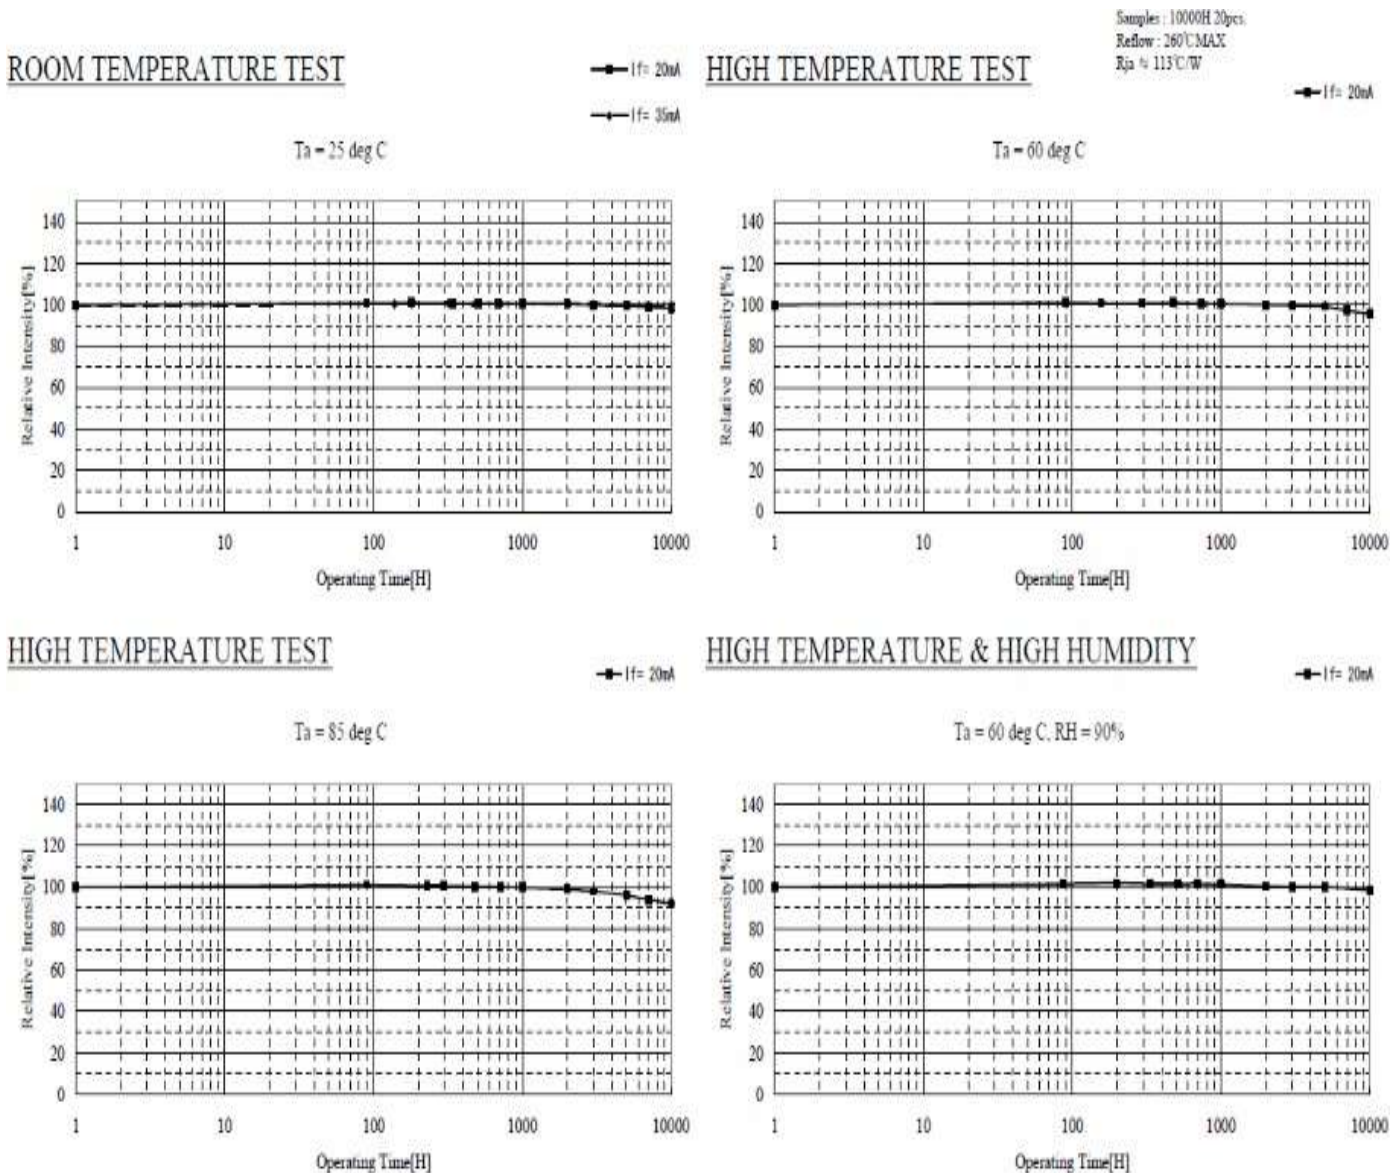 Samples : 10000H 20pcs.
Reflow : 260℃MAX
Rja ≒ 113℃/W
ROOM TEMPERATURE TEST
If= 20mA
If= 35mA
Ta = 25 deg C
Relative Intensity[%]
140
120
100
80
60
40
20
0
1 10 100 1000 10000
Operating Time[H]
HIGH TEMPERATURE TEST
If= 20mA
Ta = 60 deg C
Relative Intensity[%]
140
120
100
80
60
40
20
0
1 10 100 1000 10000
Operating Time[H]
HIGH TEMPERATURE TEST
If= 20mA
Ta = 85 deg C
Relative Intensity[%]
140
120
100
80
60
40
20
0
1 10 100 1000 10000
Operating Time[H]
HIGH TEMPERATURE & HIGH HUMIDITY
If= 20mA
Ta = 60 deg C, RH = 90%
Relative Intensity[%]
140
120
100
80
60
40
20
0
1 10 100 1000 10000
Operating Time[H]